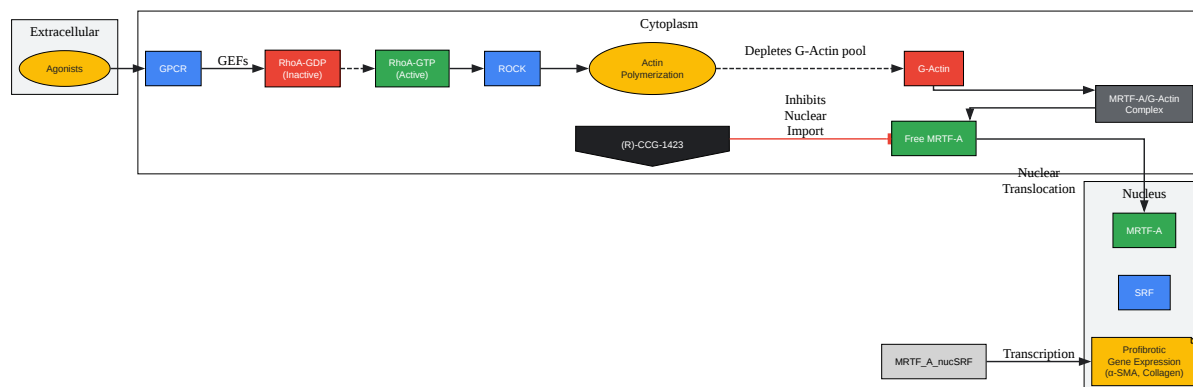 Extracellular
Agonists
Cytoplasm
GPCR
GEFs
RhoA-GDP
(Inactive)
RhoA-GTP
(Active)
ROCK
Actin
Polymerization
Depletes G-Actin pool
G-Actin
MRTF-A/G-Actin
Complex
Inhibits
Nuclear
Import
(R)-CCG-1423
Free MRTF-A
Nuclear
Translocation
Nucleus
MRTF-A
SRF
MRTF_A_nucSRF
Transcription
Profibrotic
Gene Expression
(α-SMA, Collagen)